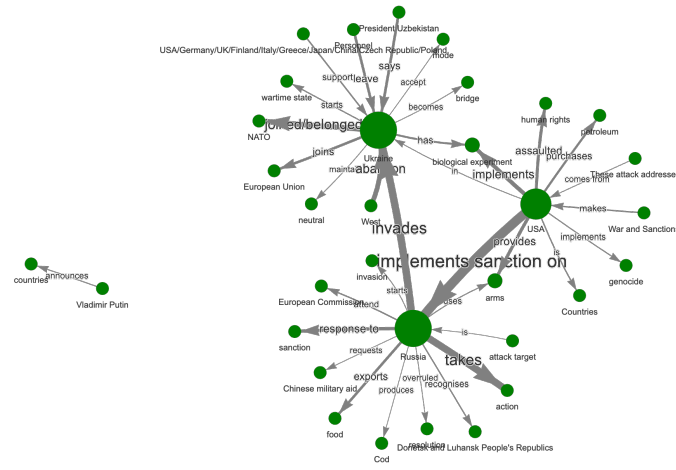 President/Uzbekistan
Personnel
USA/Germany/UK/Finland/Italy/Greece/Japan/China/Czech Republic/Poland
mode
says
support
leave
accept
wartime state
becomes
bridge
starts
NATO
joined/belonged
has
human rights
petroleum
Ukraine
assaulted
purchases
joins
maintain
abandon
biological experiment
in
implements
comes from
These attack addresse
European Union
neutral
West
USA
makes
War and Sanction
invades
provides
implements
is
implements sanction on
countries
announces
invasion
genocide
Vladimir Putin
European Commission
starts
uses
arms
Countries
attend
sanction
response to
Russia
is
attack target
requests
takes
Chinese military aid
exports
overruled
recognises
produces
action
food
resolution
Donetsk and Luhansk People's Republics
Cod